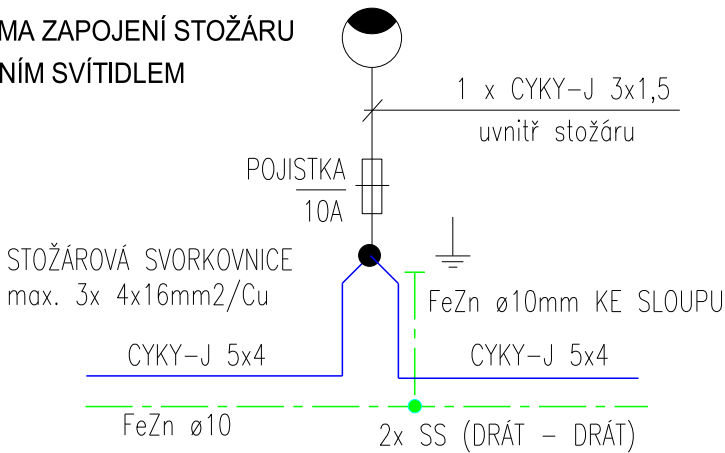 MA ZAPOJENÍ STOŽÁRU
NÍM SVÍTIDLEM
1 x CYKY-J 3x1,5
uvnitř stožáru
POJISTKA
10A
STOŽÁROVÁ SVORKOVNICE
max. 3x 4x16mm2/Cu
FeZn ø10mm KE SLOUPU
CYKY-J 5x4
CYKY-J 5x4
FeZn ø10
2x SS (DRÁT - DRÁT)